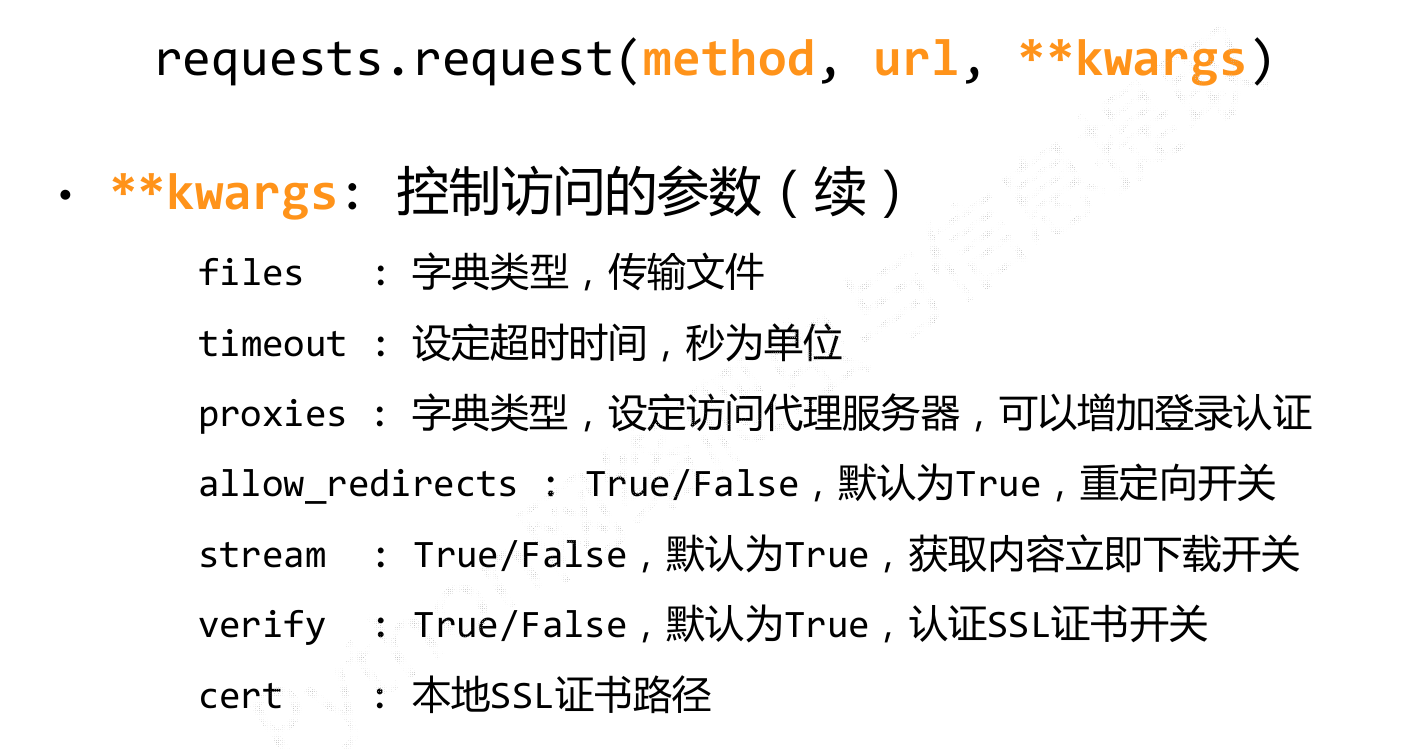 requests.request(method, url, **kwargs)
• **kwargs: 控制访问的参数（续）
files : 字典类型，传输文件
timeout : 设定超时时间，秒为单位
proxies : 字典类型，设定访问代理服务器，可以增加登录认证
allow_redirects : True/False，默认为True，重定向开关
stream : True/False，默认为True，获取内容立即下载开关
verify : True/False，默认为True，认证SSL证书开关
cert : 本地SSL证书路径